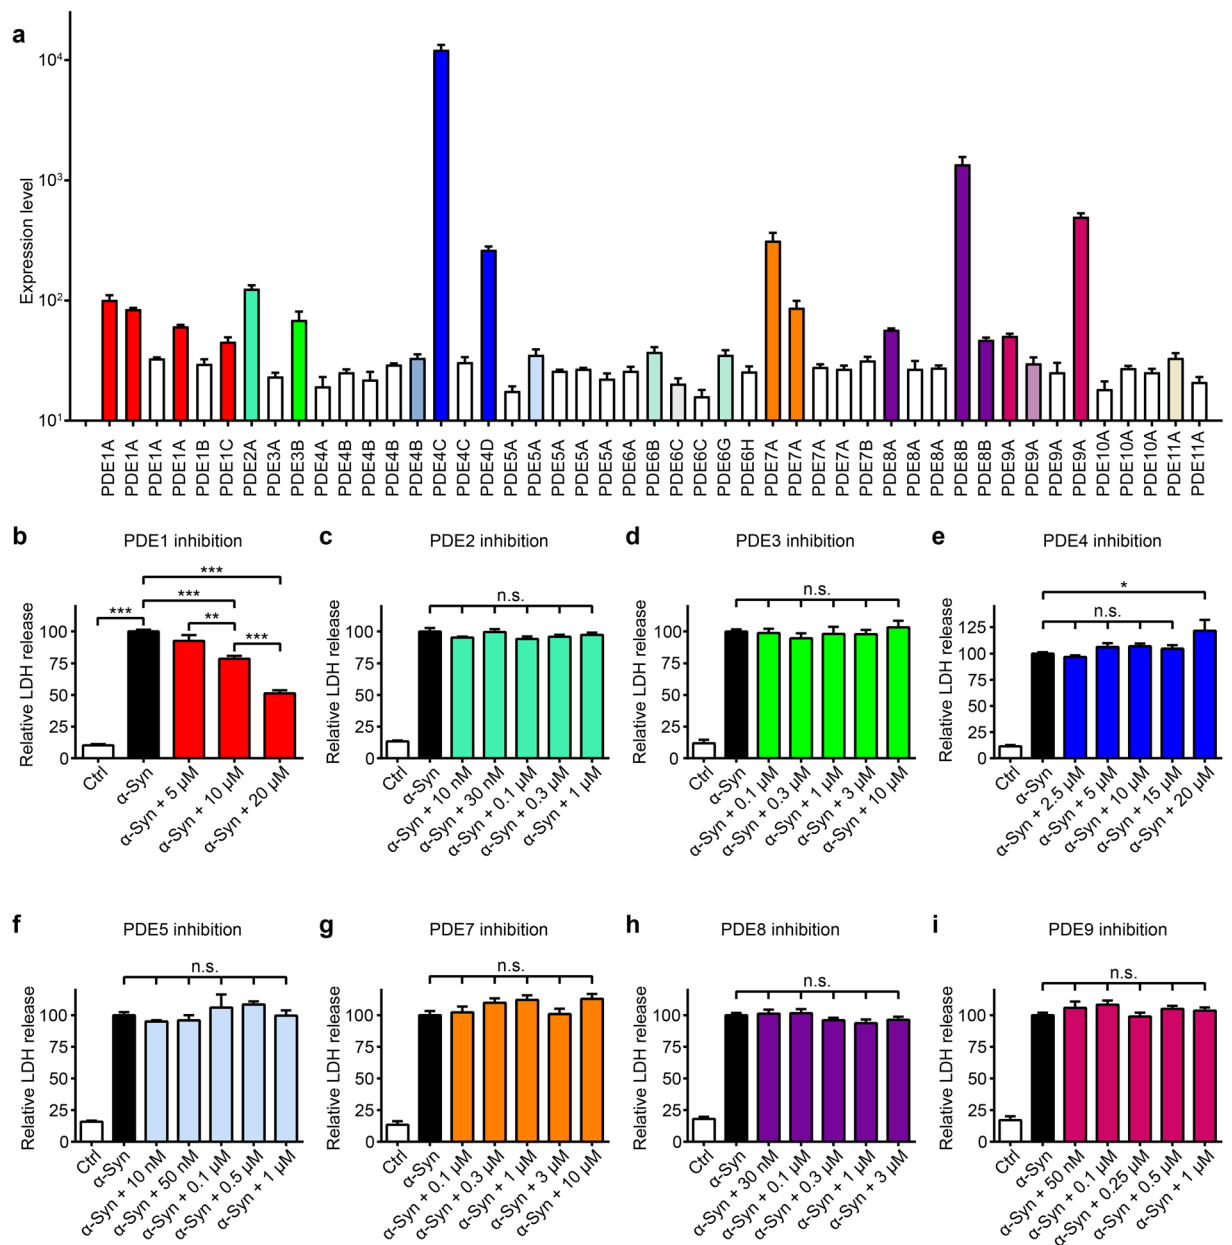 a
Expression level
10⁴
10³
10²
10¹
PDE1A
PDE1A
PDE1A
PDE1A
PDE1B
PDE1C
PDE2A
PDE3A
PDE3B
PDE4A
PDE4B
PDE4B
PDE4B
PDE4B
PDE4C
PDE4C
PDE4D
PDE5A
PDE5A
PDE5A
PDE5A
PDE5A
PDE6A
PDE6B
PDE6C
PDE6C
PDE6G
PDE6H
PDE7A
PDE7A
PDE7A
PDE7A
PDE7B
PDE8A
PDE8A
PDE8A
PDE8B
PDE8B
PDE9A
PDE9A
PDE9A
PDE9A
PDE10A
PDE10A
PDE10A
PDE11A
PDE11A
b
PDE1 inhibition
Relative LDH release
***
***
***
**
***
100
75
50
25
0
Ctrl
α-Syn
α-Syn + 5 µM
α-Syn + 10 µM
α-Syn + 20 µM
c
PDE2 inhibition
Relative LDH release
n.s.
100
75
50
25
0
Ctrl
α-Syn
α-Syn + 10 nM
α-Syn + 30 nM
α-Syn + 0.1 µM
α-Syn + 0.3 µM
α-Syn + 1 µM
d
PDE3 inhibition
Relative LDH release
n.s.
100
75
50
25
0
Ctrl
α-Syn
α-Syn + 0.1 µM
α-Syn + 0.3 µM
α-Syn + 1 µM
α-Syn + 3 µM
α-Syn + 10 µM
e
PDE4 inhibition
Relative LDH release
*
n.s.
125
100
75
50
25
0
Ctrl
α-Syn
α-Syn + 2.5 µM
α-Syn + 5 µM
α-Syn + 10 µM
α-Syn + 15 µM
α-Syn + 20 µM
f
PDE5 inhibition
Relative LDH release
n.s.
100
75
50
25
0
Ctrl
α-Syn
α-Syn + 10 nM
α-Syn + 50 nM
α-Syn + 0.1 µM
α-Syn + 0.5 µM
α-Syn + 1 µM
g
PDE7 inhibition
Relative LDH release
n.s.
100
75
50
25
0
Ctrl
α-Syn
α-Syn + 0.1 µM
α-Syn + 0.3 µM
α-Syn + 1 µM
α-Syn + 3 µM
α-Syn + 10 µM
h
PDE8 inhibition
Relative LDH release
n.s.
100
75
50
25
0
Ctrl
α-Syn
α-Syn + 30 nM
α-Syn + 0.1 µM
α-Syn + 0.3 µM
α-Syn + 1 µM
α-Syn + 3 µM
i
PDE9 inhibition
Relative LDH release
n.s.
100
75
50
25
0
Ctrl
α-Syn
α-Syn + 50 nM
α-Syn + 0.1 µM
α-Syn + 0.25 µM
α-Syn + 0.5 µM
α-Syn + 1 µM